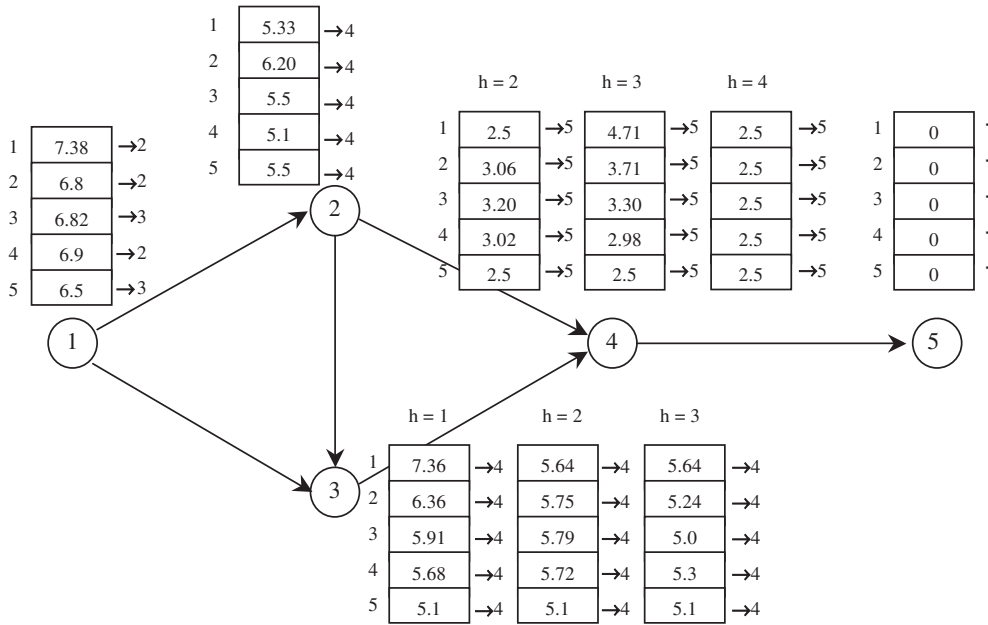 1 5.33 →4
2 6.20 →4
3 5.5 →4
4 5.1 →4
5 5.5 →4
1 7.38 →2
2 6.8 →2
3 6.82 →3
4 6.9 →2
5 6.5 →3
h = 2 h = 3 h = 4
1 2.5 →5 4.71 →5 2.5 →5
2 3.06 →5 3.71 →5 2.5 →5
3 3.20 →5 3.30 →5 2.5 →5
4 3.02 →5 2.98 →5 2.5 →5
5 2.5 →5 2.5 →5 2.5 →5
1 0
2 0
3 0
4 0
5 0
2
1
4
5
3
h = 1 h = 2 h = 3
1 7.36 →4 5.64 →4 5.64 →4
2 6.36 →4 5.75 →4 5.24 →4
3 5.91 →4 5.79 →4 5.0 →4
4 5.68 →4 5.72 →4 5.3 →4
5 5.1 →4 5.1 →4 5.1 →4